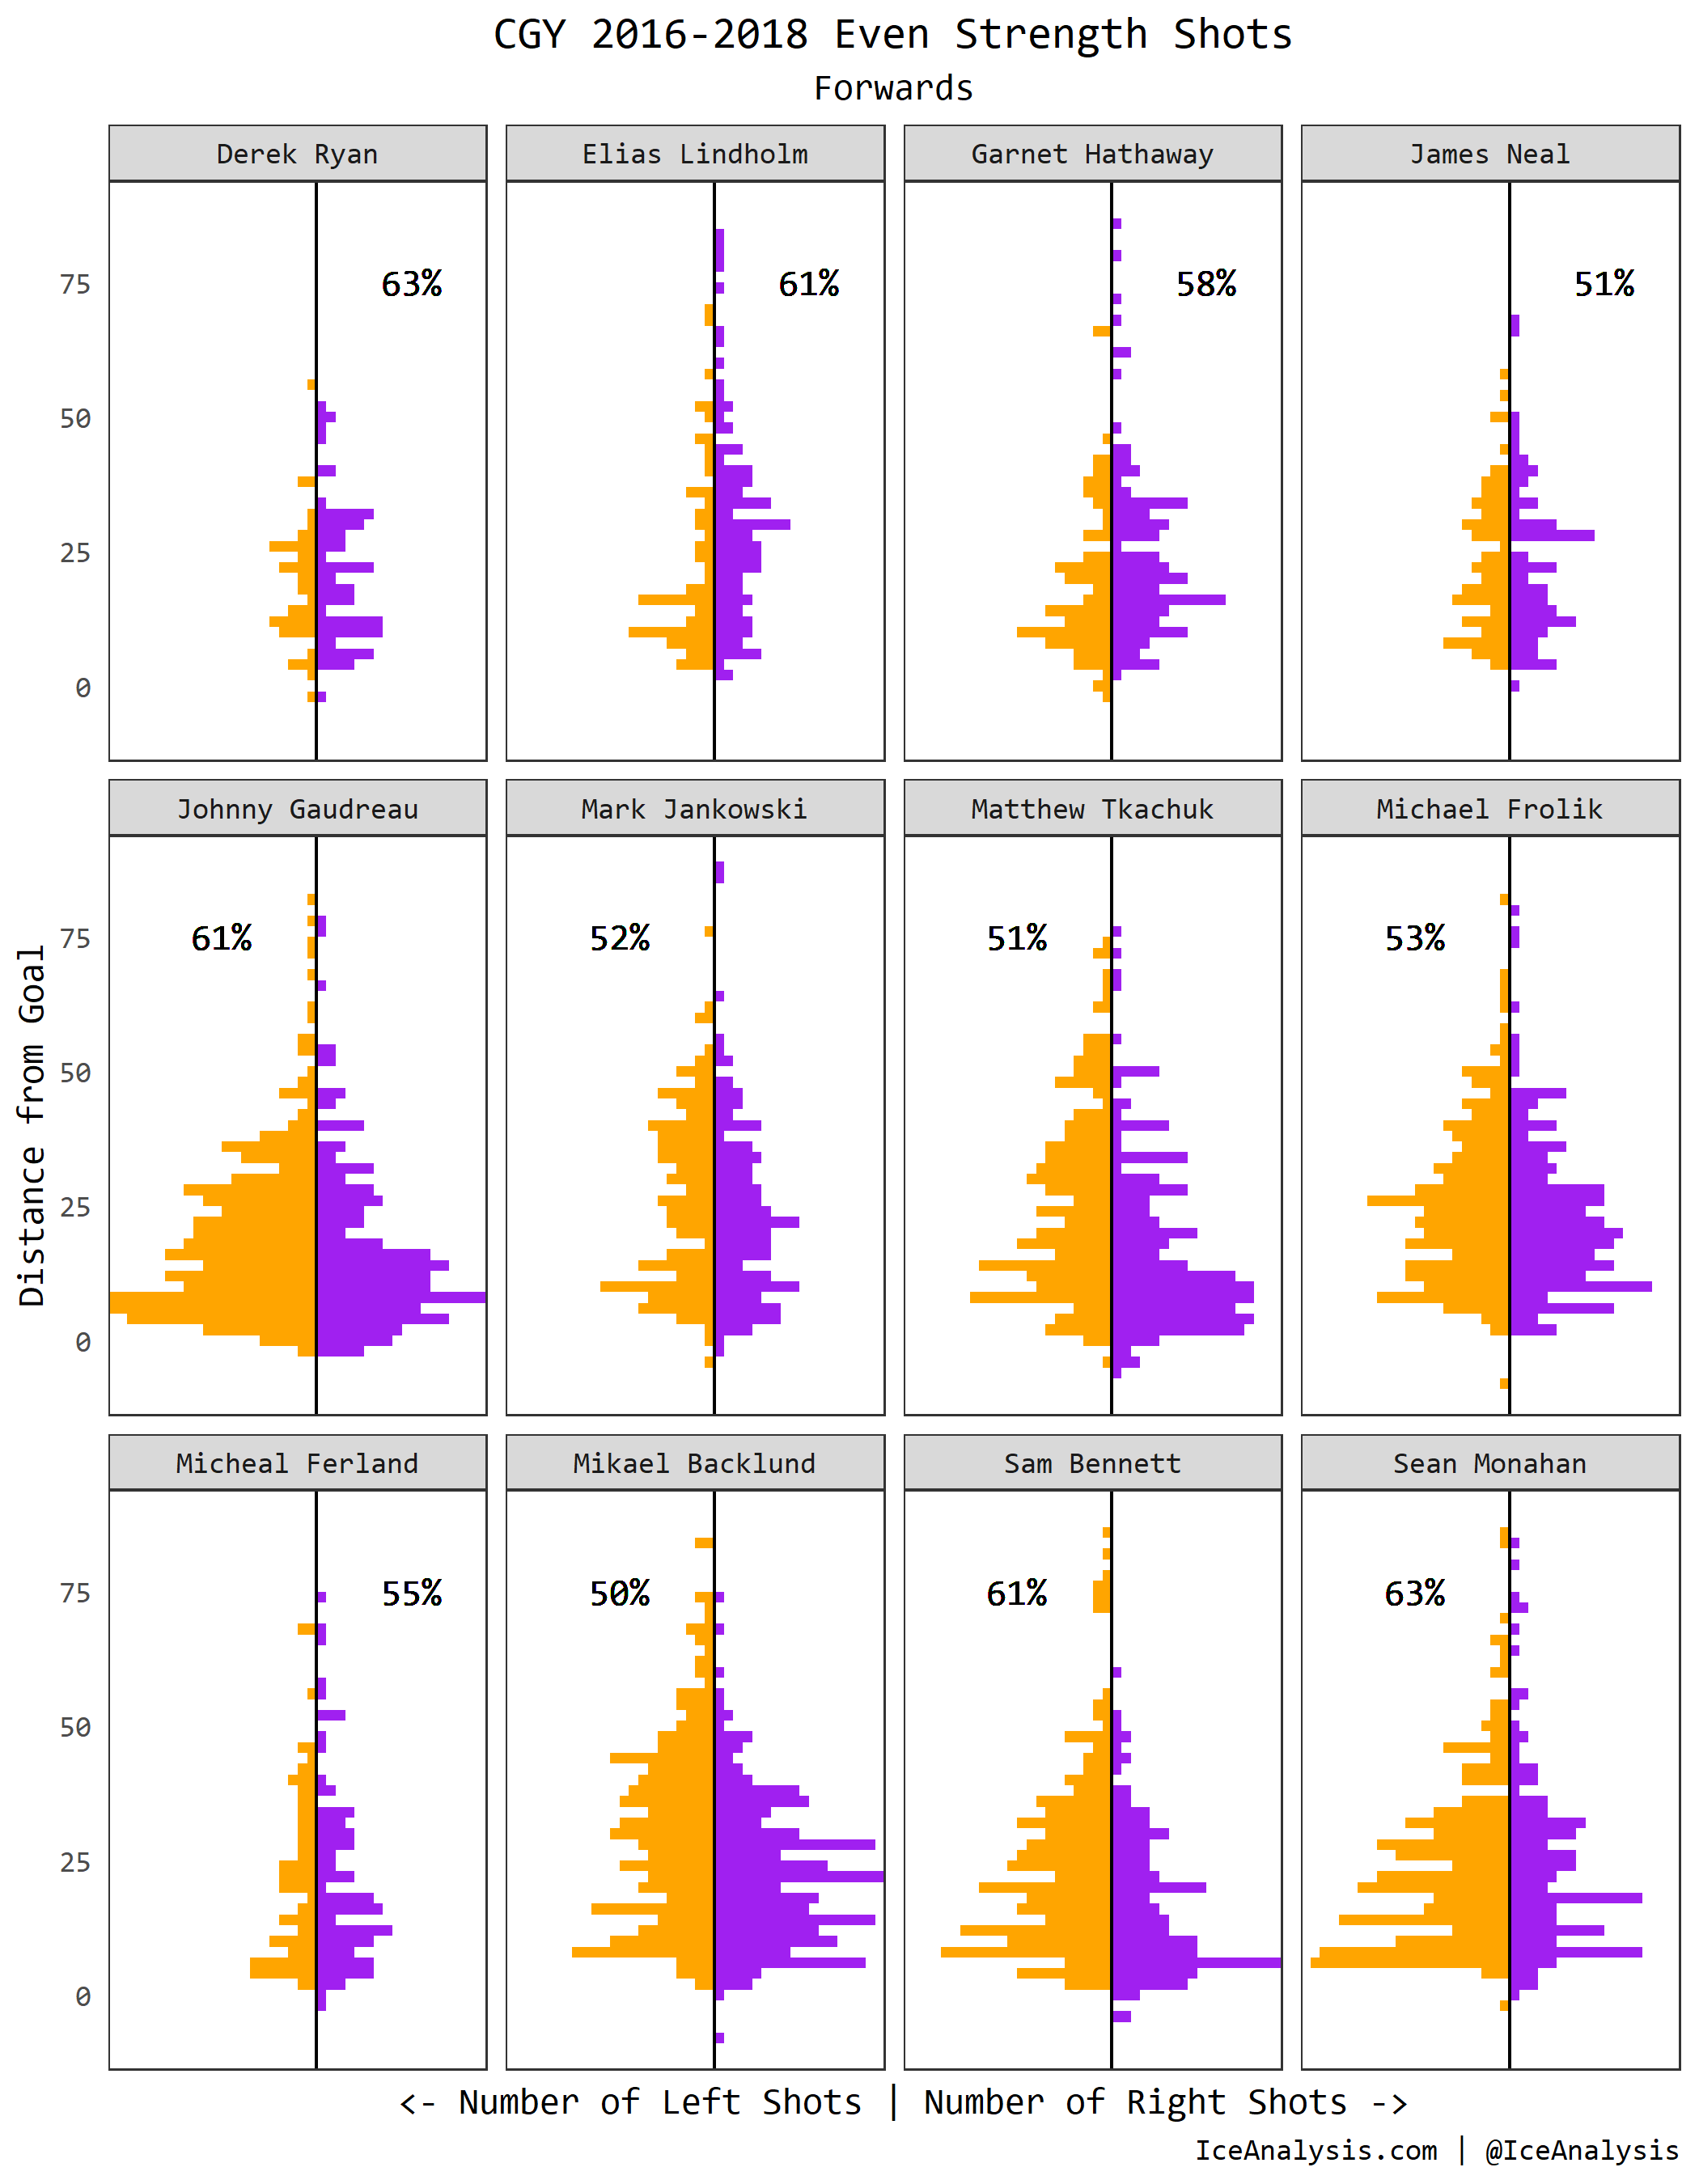 CGY 2016-2018 Even Strength Shots
Forwards
Derek Ryan
Elias Lindholm
Garnet Hathaway
James Neal
75
50
25
0
63%
61%
58%
51%
Johnny Gaudreau
Mark Jankowski
Matthew Tkachuk
Michael Frolik
Distance from Goal
75
50
25
0
61%
52%
51%
53%
Micheal Ferland
Mikael Backlund
Sam Bennett
Sean Monahan
75
50
25
0
55%
50%
61%
63%
<- Number of Left Shots | Number of Right Shots ->
IceAnalysis.com | @IceAnalysis